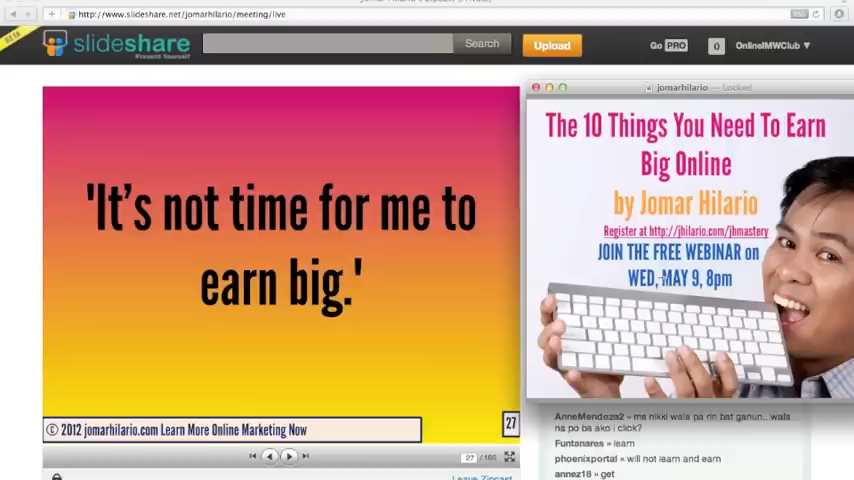 http://www.slideshare.net/jomarhilario/meeting/live
BETA
slideshare
Present Yourself
Search
Upload
Go PRO
0
OnlineIMWClub
'It's not time for me to
earn big.'
© 2012 jomarhilario.com Learn More Online Marketing Now
27
27 /160
Leave Zipcast
jomarhilario — Locked
The 10 Things You Need To Earn
Big Online
by Jomar Hilario
Register at http://jhilario.com/jhmastery
JOIN THE FREE WEBINAR on
WED, MAY 9, 8pm
AnneMendoza2 » ms nikki wala pa rin bat ganun.. wala
na po ba ako i click?
Funtanares » learn
phoenixportal » will not learn and earn
annez18 » get